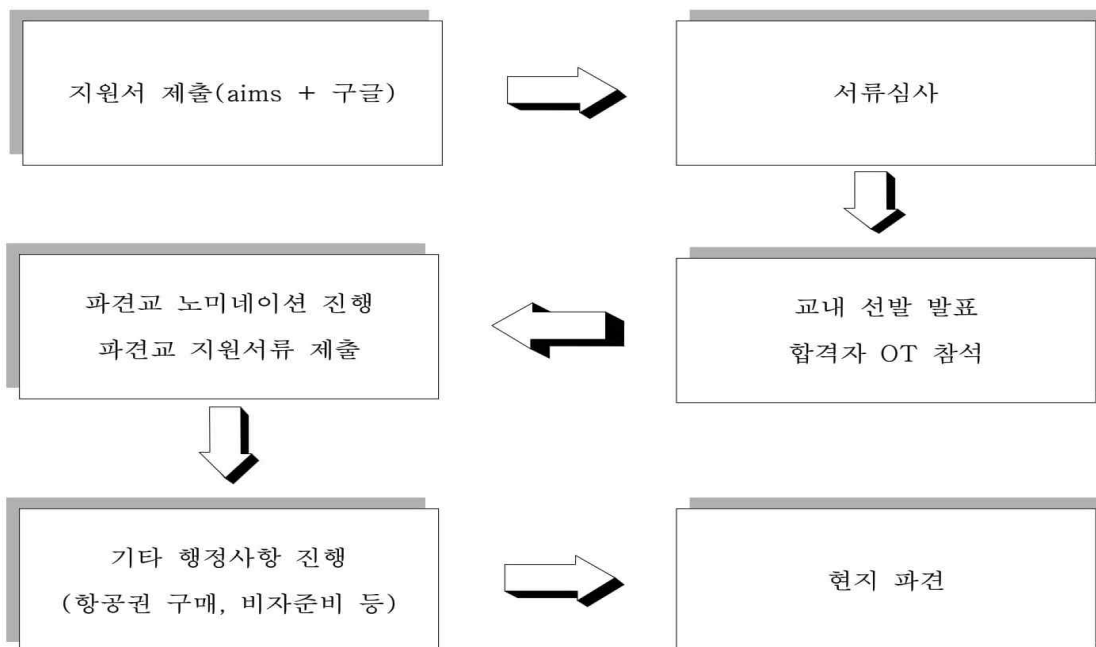 지원서 제출(aims + 구글)
서류심사
교내 선발 발표
합격자 OT 참석
파견교 노미네이션 진행
파견교 지원서류 제출
기타 행정사항 진행
(항공권 구매, 비자준비 등)
현지 파견